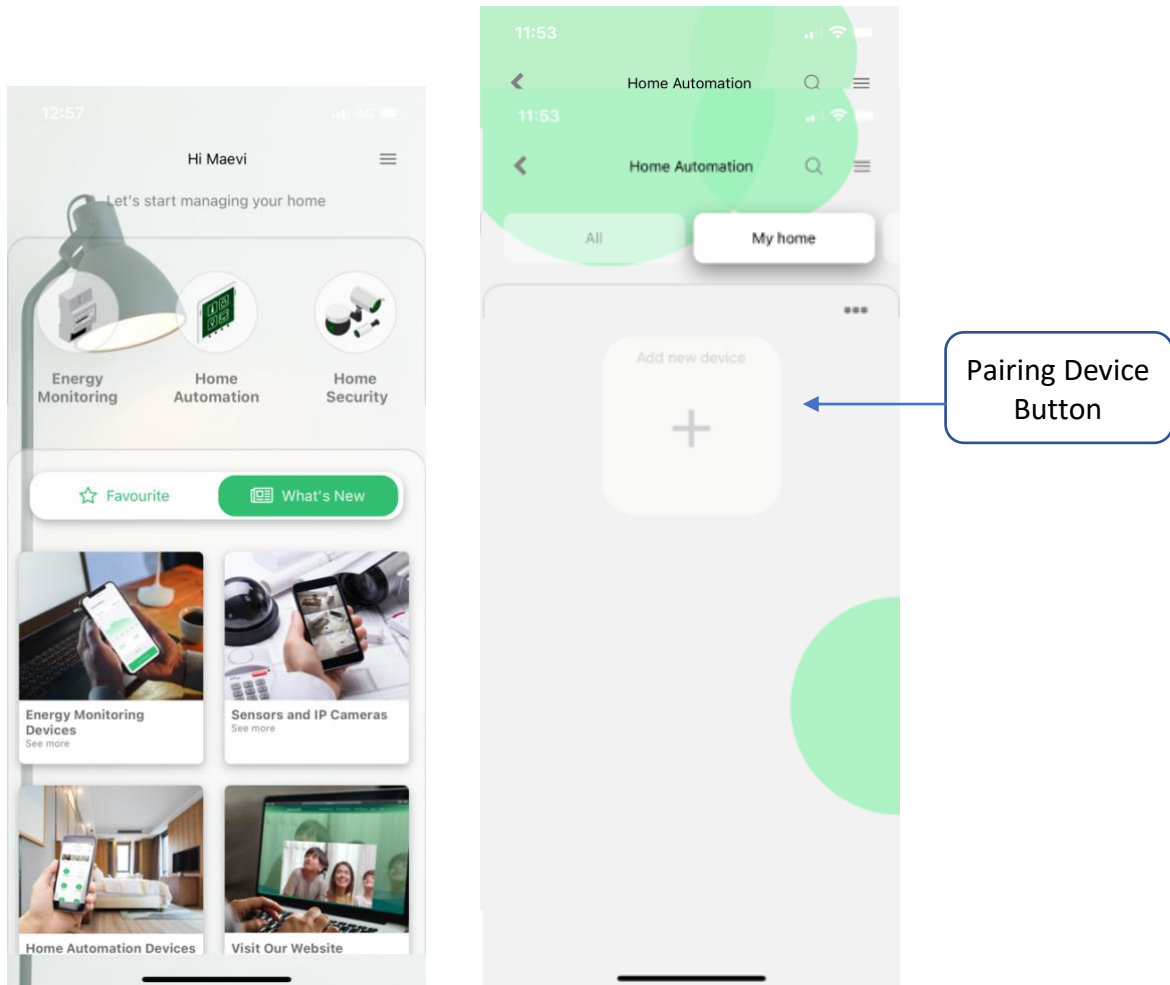 12:57
4G
Hi Maevi
Let's start managing your home
Energy
Monitoring
Home
Automation
Home
Security
Favourite
What's New
Energy Monitoring
Devices
See more
Sensors and IP Cameras
See more
Home Automation Devices
Visit Our Website
11:53
Home Automation
11:53
Home Automation
All
My home
Add new device
Pairing Device
Button